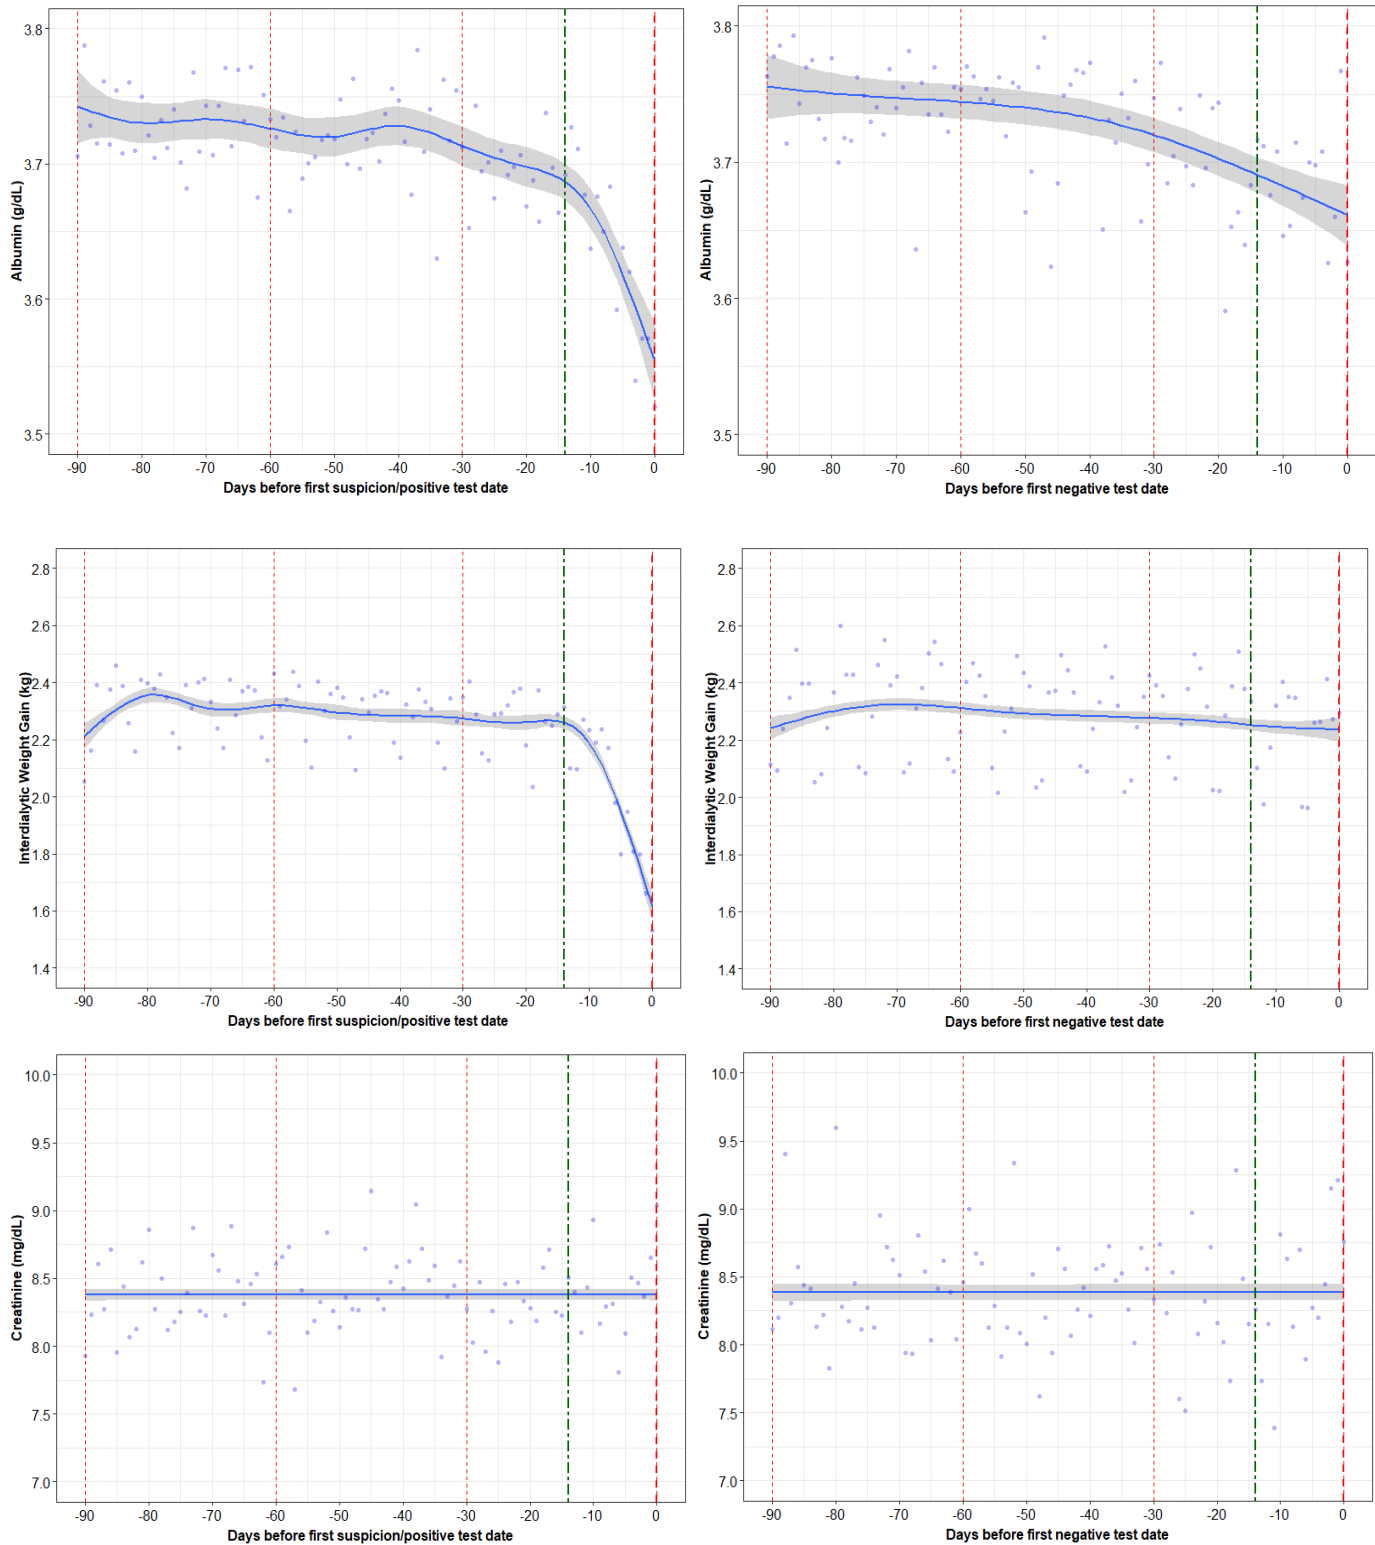 3.8
3.7
3.6
3.5
Albumin (g/dL)
-90 -80 -70 -60 -50 -40 -30 -20 -10 0
Days before first suspicion/positive test date
3.8
3.7
3.6
3.5
Albumin (g/dL)
-90 -80 -70 -60 -50 -40 -30 -20 -10 0
Days before first negative test date
2.8
2.6
2.4
2.2
2.0
1.8
1.6
1.4
Interdialytic Weight Gain (kg)
-90 -80 -70 -60 -50 -40 -30 -20 -10 0
Days before first suspicion/positive test date
2.8
2.6
2.4
2.2
2.0
1.8
1.6
1.4
Interdialytic Weight Gain (kg)
-90 -80 -70 -60 -50 -40 -30 -20 -10 0
Days before first negative test date
10.0
9.5
9.0
8.5
8.0
7.5
7.0
Creatinine (mg/dL)
-90 -80 -70 -60 -50 -40 -30 -20 -10 0
Days before first suspicion/positive test date
10.0
9.5
9.0
8.5
8.0
7.5
7.0
Creatinine (mg/dL)
-90 -80 -70 -60 -50 -40 -30 -20 -10 0
Days before first negative test date